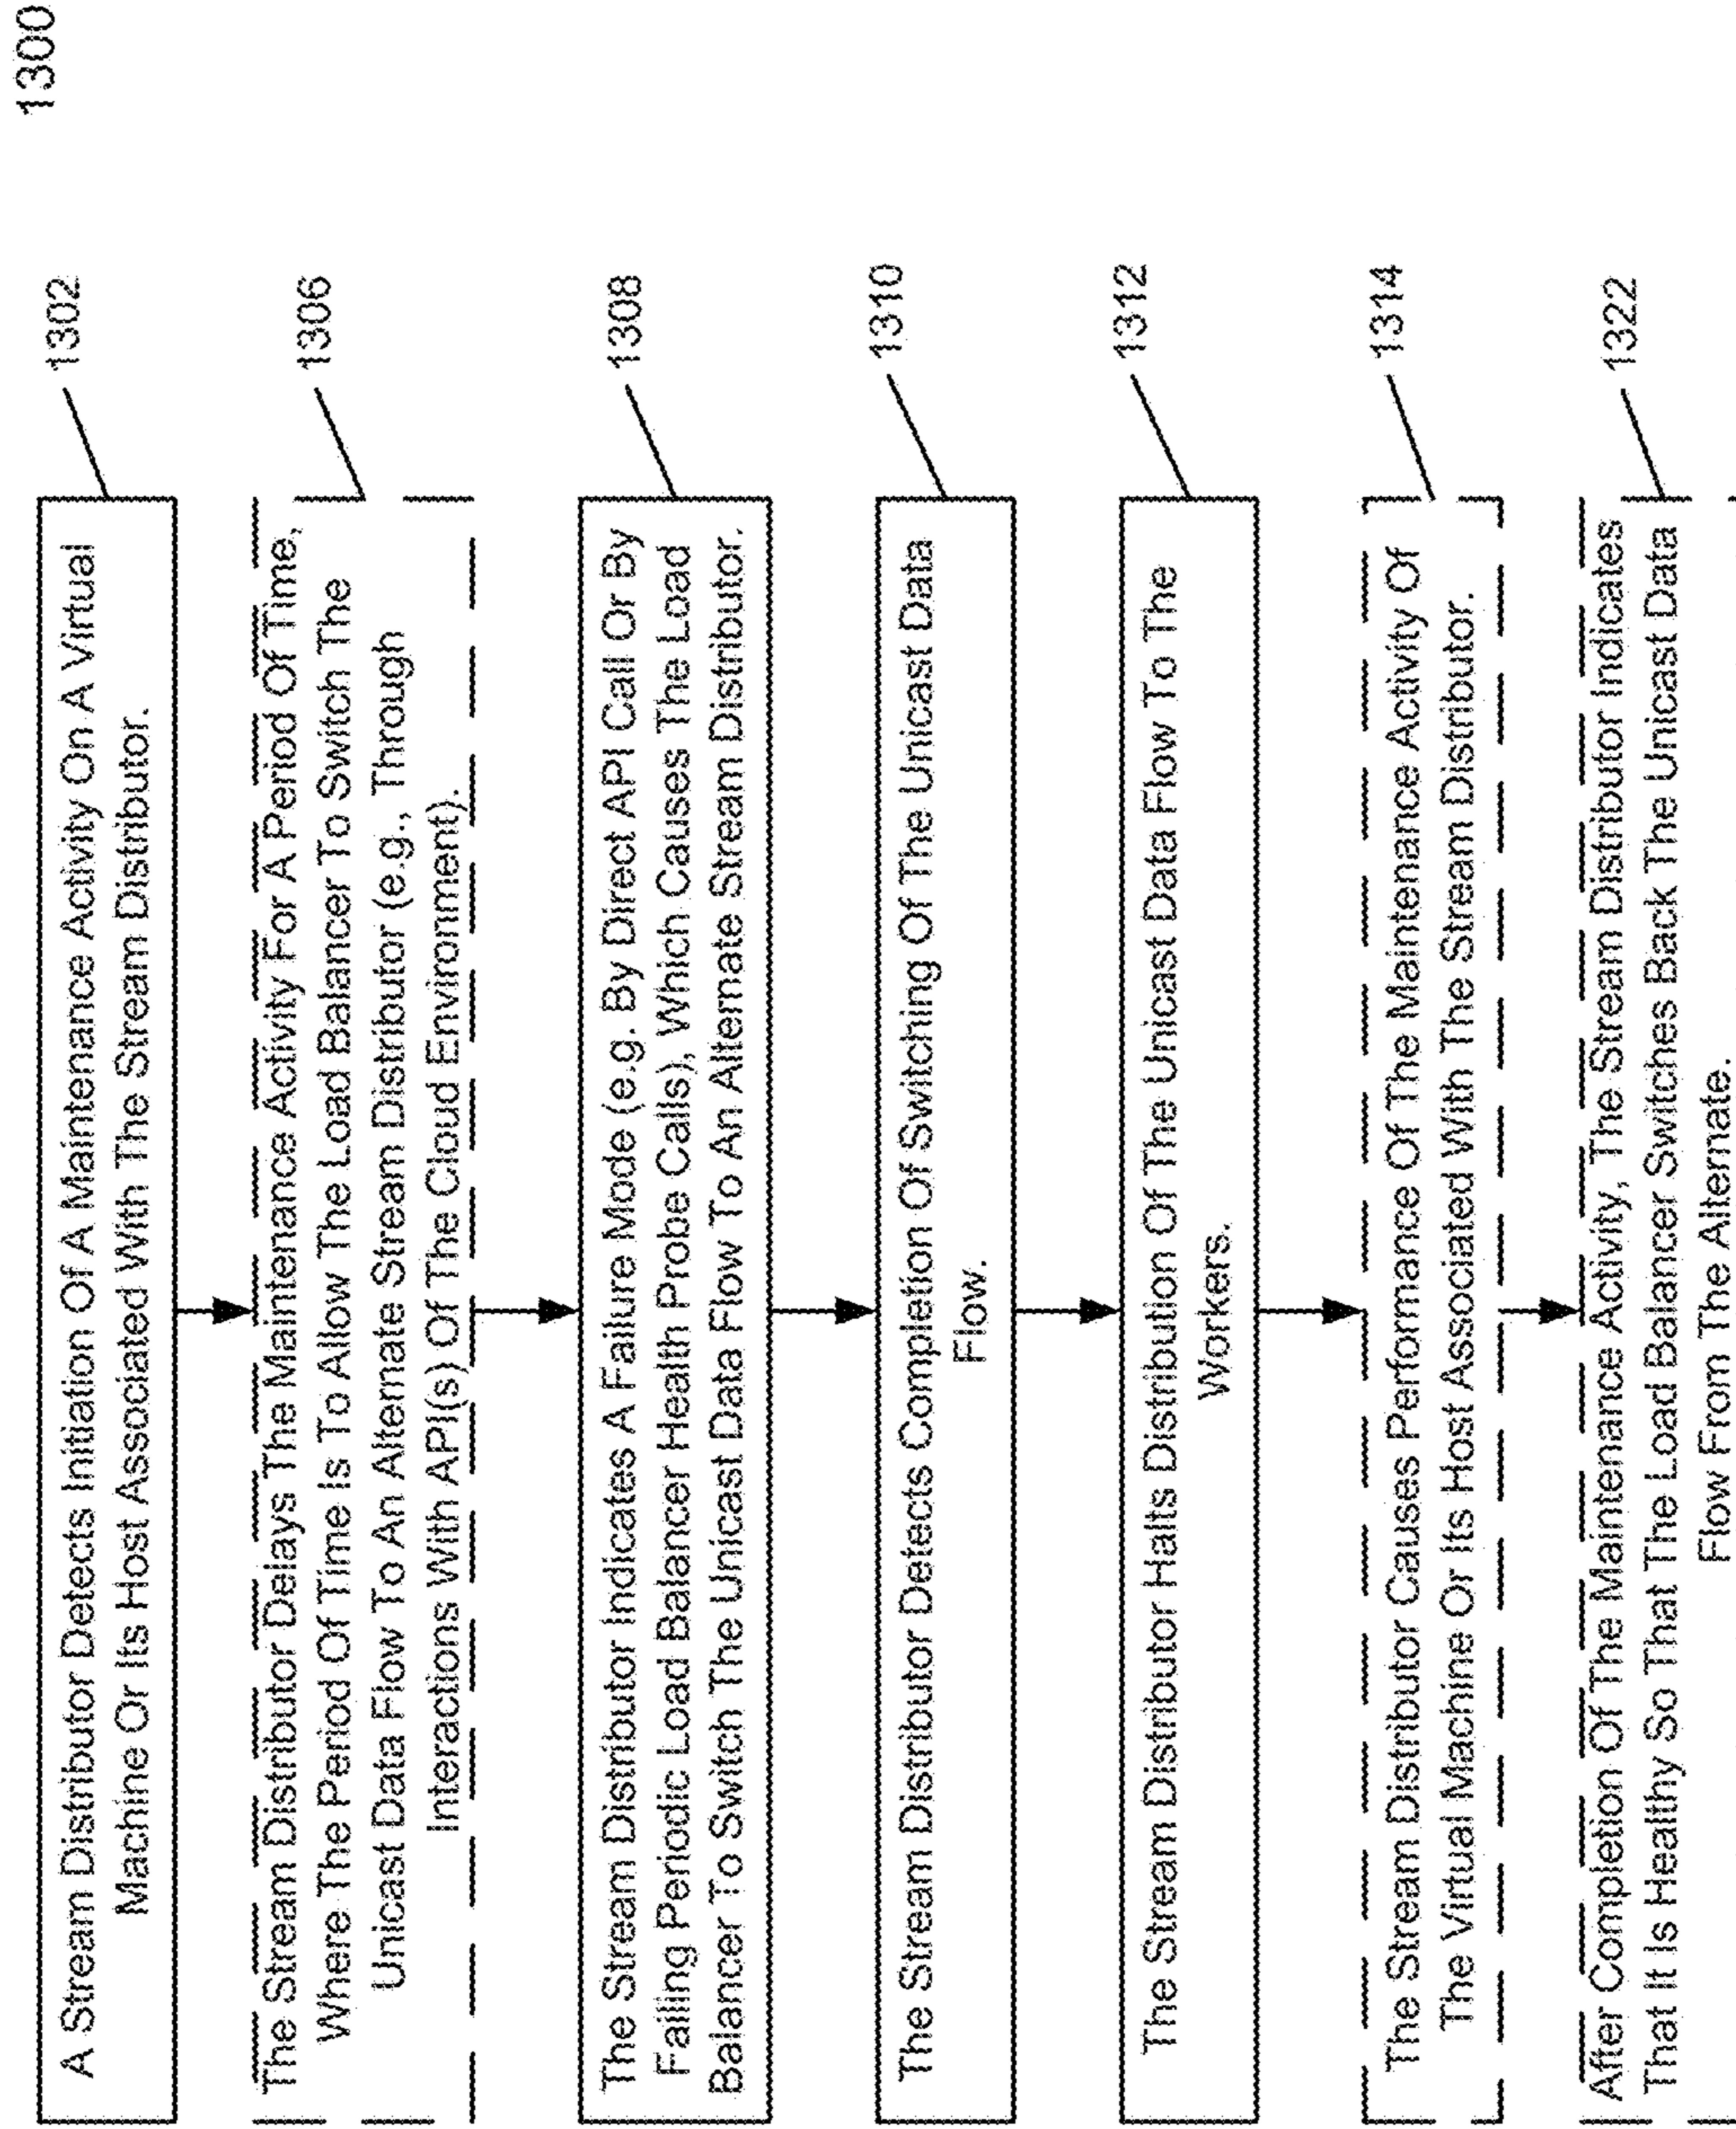 1300
A Stream Distributor Detects Initiation Of A Maintenance Activity On A Virtual
Machine Or Its Host Associated With The Stream Distributor.
1302
The Stream Distributor Delays The Maintenance Activity For A Period Of Time,
Where The Period Of Time Is To Allow The Load Balancer To Switch The
Unicast Data Flow To An Alternate Stream Distributor (e.g., Through
Interactions With API(s) Of The Cloud Environment).
1306
The Stream Distributor Indicates A Failure Mode (e.g. By Direct API Call Or By
Failing Periodic Load Balancer Health Probe Calls), Which Causes The Load
Balancer To Switch The Unicast Data Flow To An Alternate Stream Distributor.
1308
The Stream Distributor Detects Completion Of Switching Of The Unicast Data
Flow.
1310
The Stream Distributor Halts Distribution Of The Unicast Data Flow To The
Workers.
1312
The Stream Distributor Causes Performance Of The Maintenance Activity Of
The Virtual Machine Or Its Host Associated With The Stream Distributor.
1314
After Completion Of The Maintenance Activity, The Stream Distributor Indicates
That It Is Healthy So That The Load Balancer Switches Back The Unicast Data
Flow From The Alternate.
1322